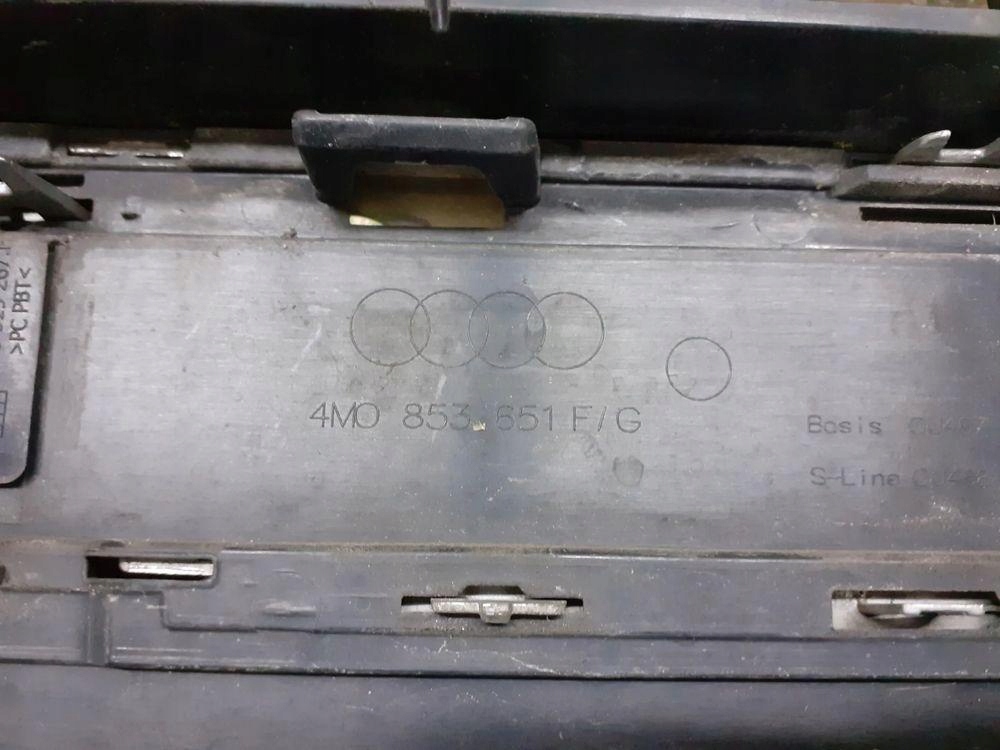 >PC PBT<
4M0 853 651 F/G
Basis
S-Line